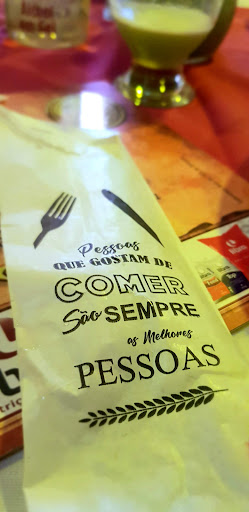 Pessoas
QUE GOSTAM DE
COMER
São SEMPRE
as Melhores
PESSOAS